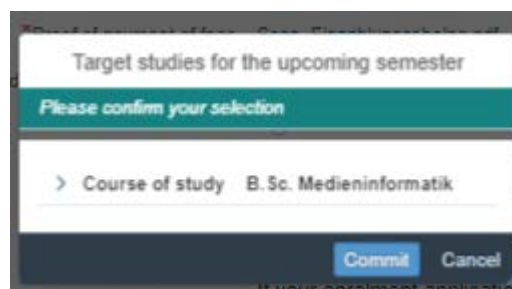 Target studies for the upcoming semester
Please confirm your selection
Course of study B.Sc. Medieninformatik
Commit Cancel